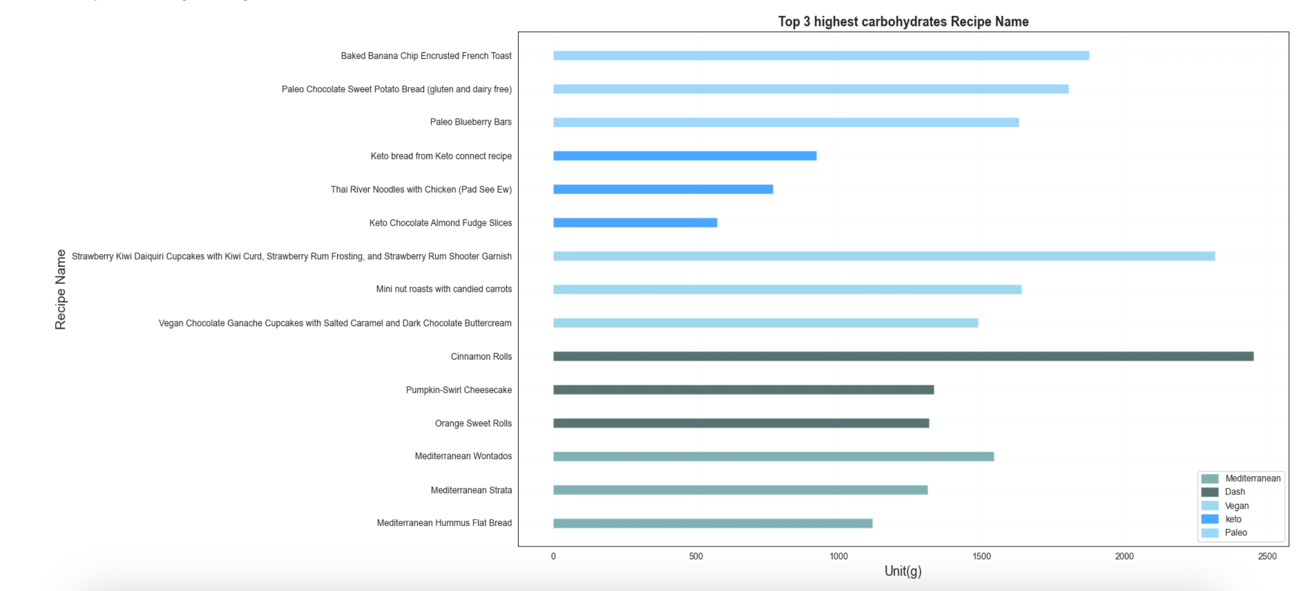 Top 3 highest carbohydrates Recipe Name
Baked Banana Chip Encrusted French Toast
Paleo Chocolate Sweet Potato Bread (gluten and dairy free)
Paleo Blueberry Bars
Keto bread from Keto connect recipe
Thai River Noodles with Chicken (Pad See Ew)
Keto Chocolate Almond Fudge Slices
Strawberry Kiwi Daiquiri Cupcakes with Kiwi Curd, Strawberry Rum Frosting, and Strawberry Rum Shooter Garnish
Mini nut roasts with candied carrots
Vegan Chocolate Ganache Cupcakes with Salted Caramel and Dark Chocolate Buttercream
Cinnamon Rolls
Pumpkin-Swirl Cheesecake
Orange Sweet Rolls
Mediterranean Wontados
Mediterranean Strata
Mediterranean Hummus Flat Bread
Recipe Name
Mediterranean
Dash
Vegan
keto
Paleo
0 500 1000 1500 2000 2500
Unit(g)